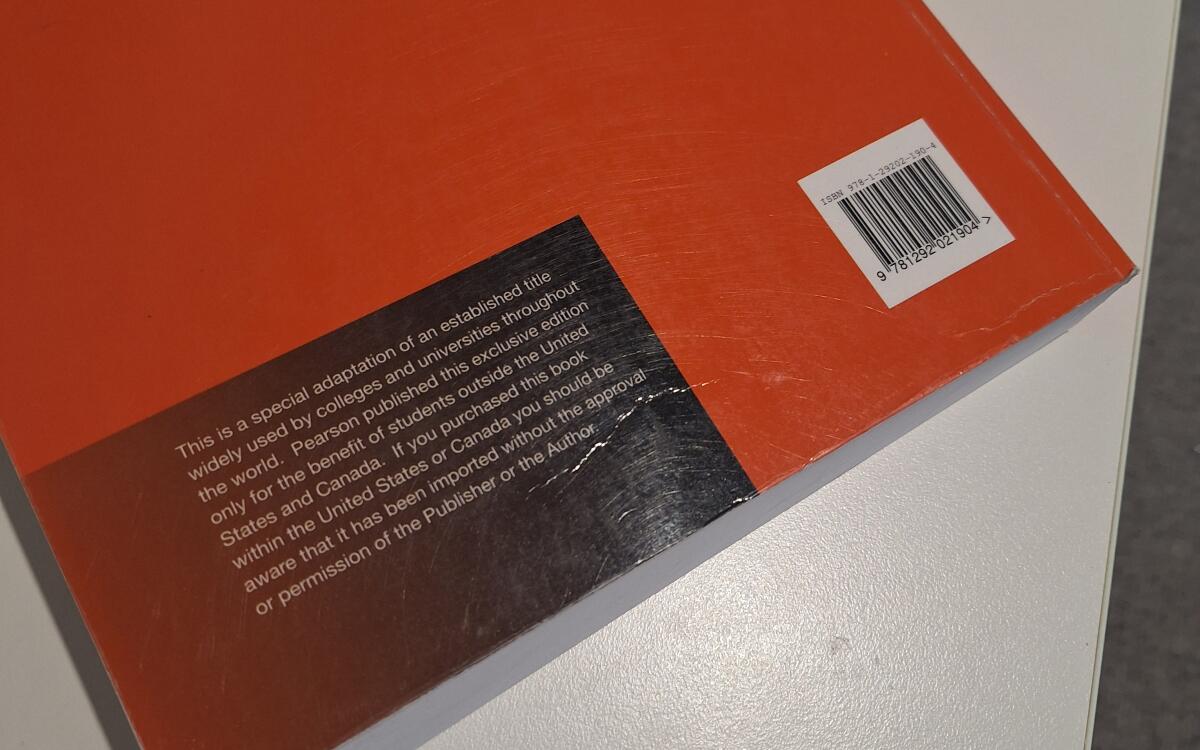 ISBN 978-1-29202-190-4
9 781292 021904 >
This is a special adaptation of an established title
widely used by colleges and universities throughout
the world. Pearson published this exclusive edition
only for the benefit of students outside the United
States and Canada. If you purchased this book
within the United States or Canada you should be
aware that it has been imported without the approval
or permission of the Publisher or the Author.